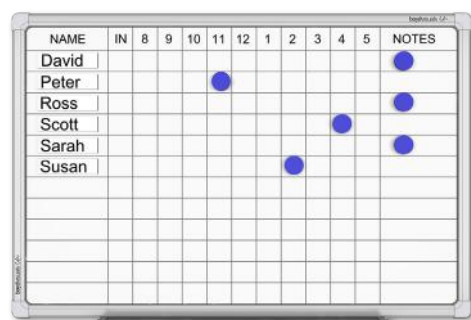 NAME IN 8 9 10 11 12 1 2 3 4 5 NOTES
David
Peter
Ross
Scott
Sarah
Susan